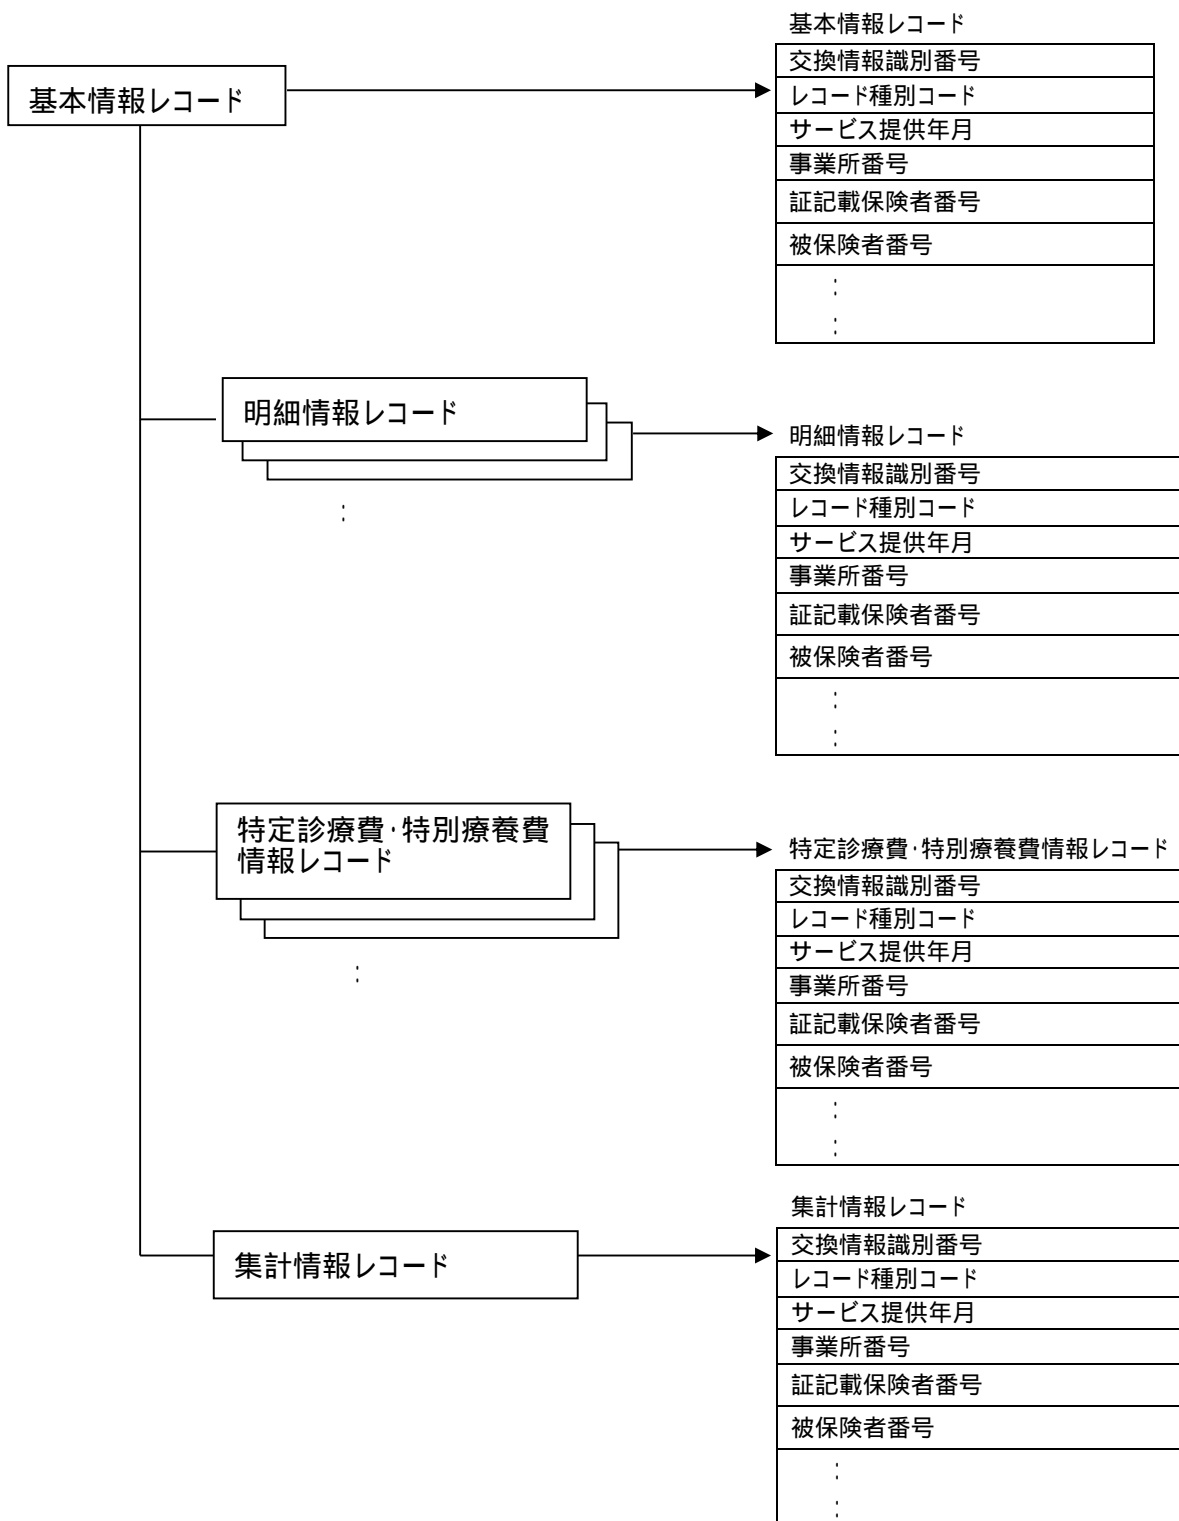 基本情報レコード
基本情報レコード
交換情報識別番号
レコード種別コード
サービス提供年月
事業所番号
証記載保険者番号
被保険者番号
:
:
明細情報レコード
:
明細情報レコード
交換情報識別番号
レコード種別コード
サービス提供年月
事業所番号
証記載保険者番号
被保険者番号
:
:
特定診療費・特別療養費
情報レコード
:
特定診療費・特別療養費情報レコード
交換情報識別番号
レコード種別コード
サービス提供年月
事業所番号
証記載保険者番号
被保険者番号
:
:
集計情報レコード
集計情報レコード
交換情報識別番号
レコード種別コード
サービス提供年月
事業所番号
証記載保険者番号
被保険者番号
:
: